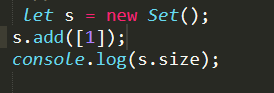 let s = new Set();
s.add([1]);
console.log(s.size);